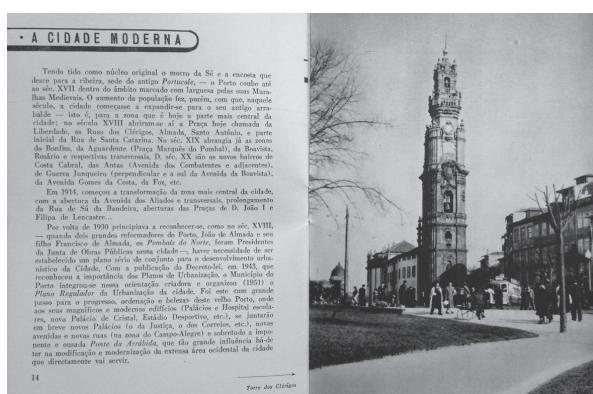 • A CIDADE MODERNA
Tendo tido como núcleo original o morro da Sé e a encosta que
desce para a ribeira, sede do antigo Portucale, — o Porto coube até
ao séc. XVII dentro do âmbito marcado com larguesa pelas suas Mura-
lhas Medievais. O aumento da população fez, porém, com que, naquele
século, a cidade começasse a expandir-se para o seu antigo arra-
balde — isto é, para a zona que é hoje a parte mais central da
cidade; no século XVIII abriram-se aí a Praça hoje chamada da
Liberdade, as Ruas dos Clérigos, Almada, Santo António, e parte
inicial da Rua de Santa Catarina. No séc. XIX abrangia já as zonas
do Bonfim, da Aguardente (Praça Marquês do Pombal), da Boavista,
Rosário e respectivas transversais. D. séc. XX são os novos bairros de
Costa Cabral, das Antas (Avenida dos Combatentes e adjacentes),
de Guerra Junqueiro (perpendicular e a sul da Avenida da Boavista),
da Avenida Gomes da Costa, da Foz, etc.
Em 1914, começou a transformação da zona mais central da cidade,
com a abertura da Avenida dos Aliados e transversais, prolongamento
da Rua de Sá da Bandeira, aberturas das Praças de D. João I e
Filipa de Lencastre...
Por volta de 1930 principiava a reconhecer-se, como no séc. XVIII,
— quando dois grandes reformadores do Porto, João de Almada e seu
filho Francisco de Almada, os Pombais do Norte, foram Presidentes
da Junta de Obras Públicas nesta cidade —, haver necessidade de ser
estabelecido um plano sério de conjunto para o desenvolvimento urba-
nístico da Cidade. Com a publicação do Decreto-lei, em 1943, que
reconheceu a importância dos Planos de Urbanização, o Município do
Porto integrou-se nessa orientação criadora e organizou (1951) o
Plano Regulador da Urbanização da cidade. Foi este um grande
passo para o progresso, ordenação e beleza deste velho Porto, onde
aos seus magníficos e modernos edifícios (Palácios e Hospital escola-
res, novo Palácio de Cristal, Estádio Desportivo, etc.), se juntarão
em breve novos Palácios (o da Justiça, o dos Correios, etc.), novas
avenidas e novas ruas (na zona do Campo-Alegre) e sobretudo a impo-
nente e ousada Ponte da Arrábida, que tão grande influência há-de
ter na modificação e modernização da extensa área ocidental da cidade
que directamente vai servir.
14
Torre dos Clérigos